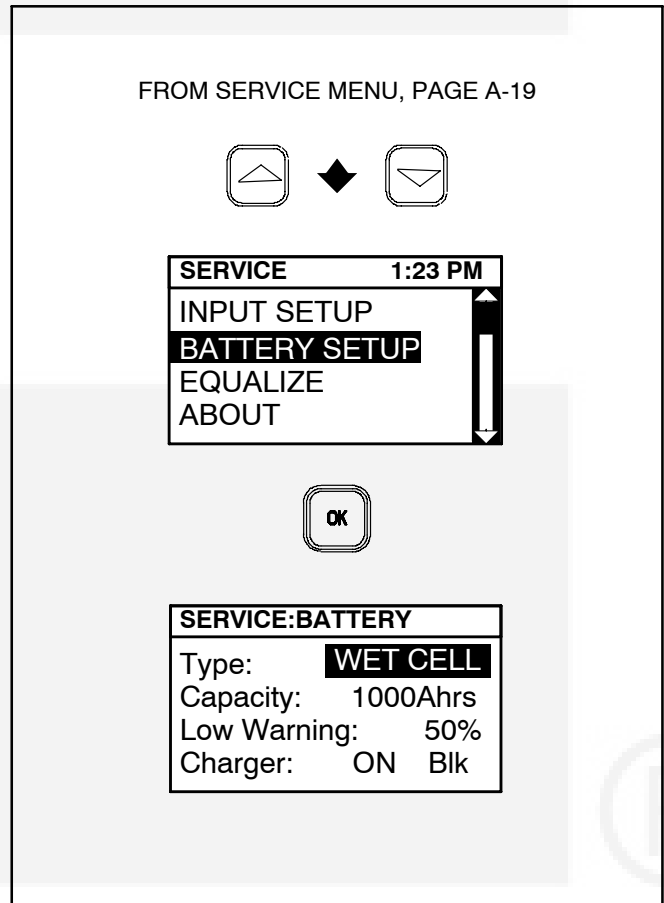 FROM SERVICE MENU, PAGE A-19
SERVICE 1:23 PM
INPUT SETUP
BATTERY SETUP
EQUALIZE
ABOUT
OK
SERVICE:BATTERY
Type: WET CELL
Capacity: 1000Ahrs
Low Warning: 50%
Charger: ON Blk